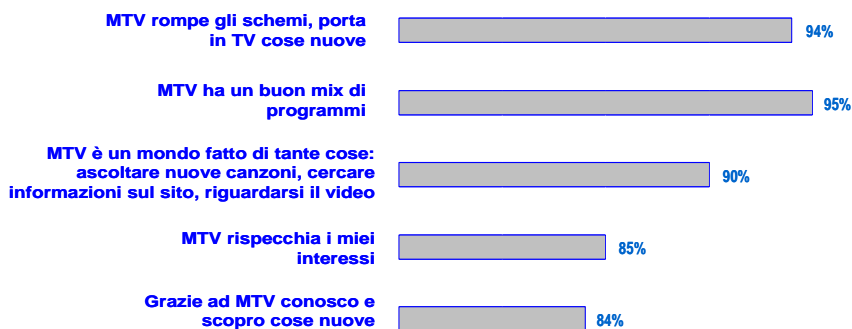 MTV rompe gli schemi, porta
in TV cose nuove
94%
MTV ha un buon mix di
programmi
95%
MTV è un mondo fatto di tante cose:
ascoltare nuove canzoni, cercare
informazioni sul sito, riguardarsi il video
90%
MTV rispecchia i miei
interessi
85%
Grazie ad MTV conosco e
scopro cose nuove
84%